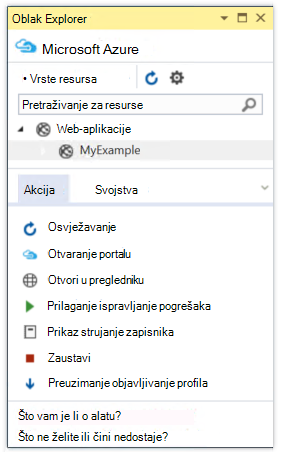 Oblak Explorer
Microsoft Azure
• Vrste resursa
Pretraživanje za resurse
Web-aplikacije
MyExample
Akcija Svojstva
Osvježavanje
Otvaranje portalu
Otvori u pregledniku
Prilaganje ispravljanje pogrešaka
Prikaz strujanje zapisnika
Zaustavi
Preuzimanje objavljivanje profila
Što vam je li o alatu?
Što ne želite ili čini nedostaje?